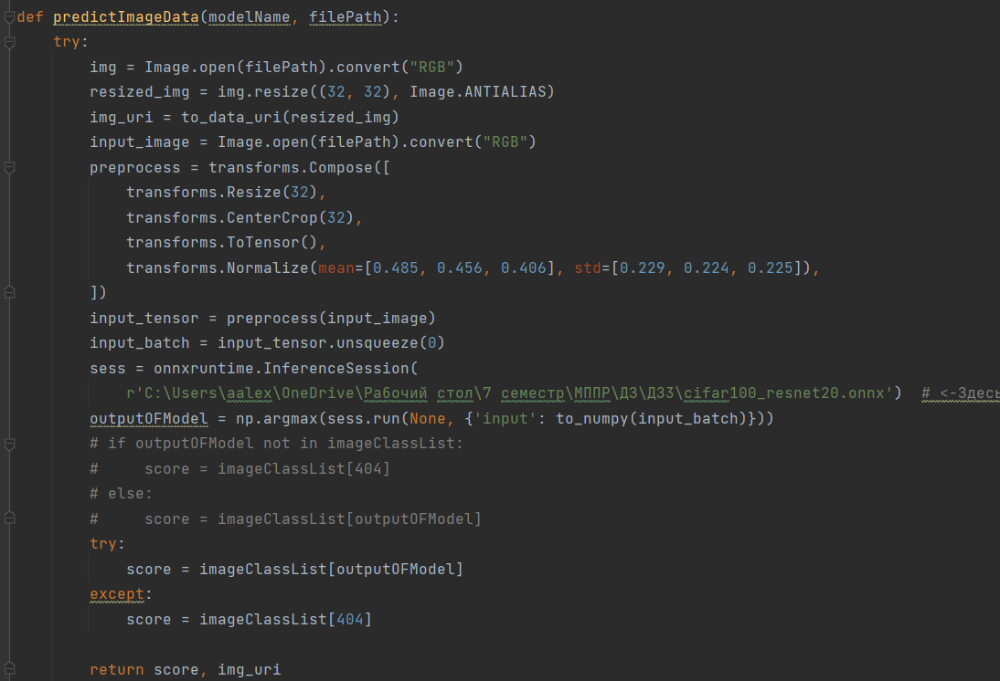 def predictImageData(modelName, filePath):
    try:
        img = Image.open(filePath).convert("RGB")
        resized_img = img.resize((32, 32), Image.ANTIALIAS)
        img_uri = to_data_uri(resized_img)
        input_image = Image.open(filePath).convert("RGB")
        preprocess = transforms.Compose([
            transforms.Resize(32),
            transforms.CenterCrop(32),
            transforms.ToTensor(),
            transforms.Normalize(mean=[0.485, 0.456, 0.406], std=[0.229, 0.224, 0.225]),
        ])
        input_tensor = preprocess(input_image)
        input_batch = input_tensor.unsqueeze(0)
        sess = onnxruntime.InferenceSession(
            r'C:\Users\aalex\OneDrive\Рабочий стол\7 семестр\МППР\ДЗ\ДЗ3\cifar100_resnet20.onnx')  # <-Здесь
        outputOFModel = np.argmax(sess.run(None, {'input': to_numpy(input_batch)}))
        # if outputOFModel not in imageClassList:
        #     score = imageClassList[404]
        # else:
        #     score = imageClassList[outputOFModel]
        try:
            score = imageClassList[outputOFModel]
        except:
            score = imageClassList[404]
        return score, img_uri